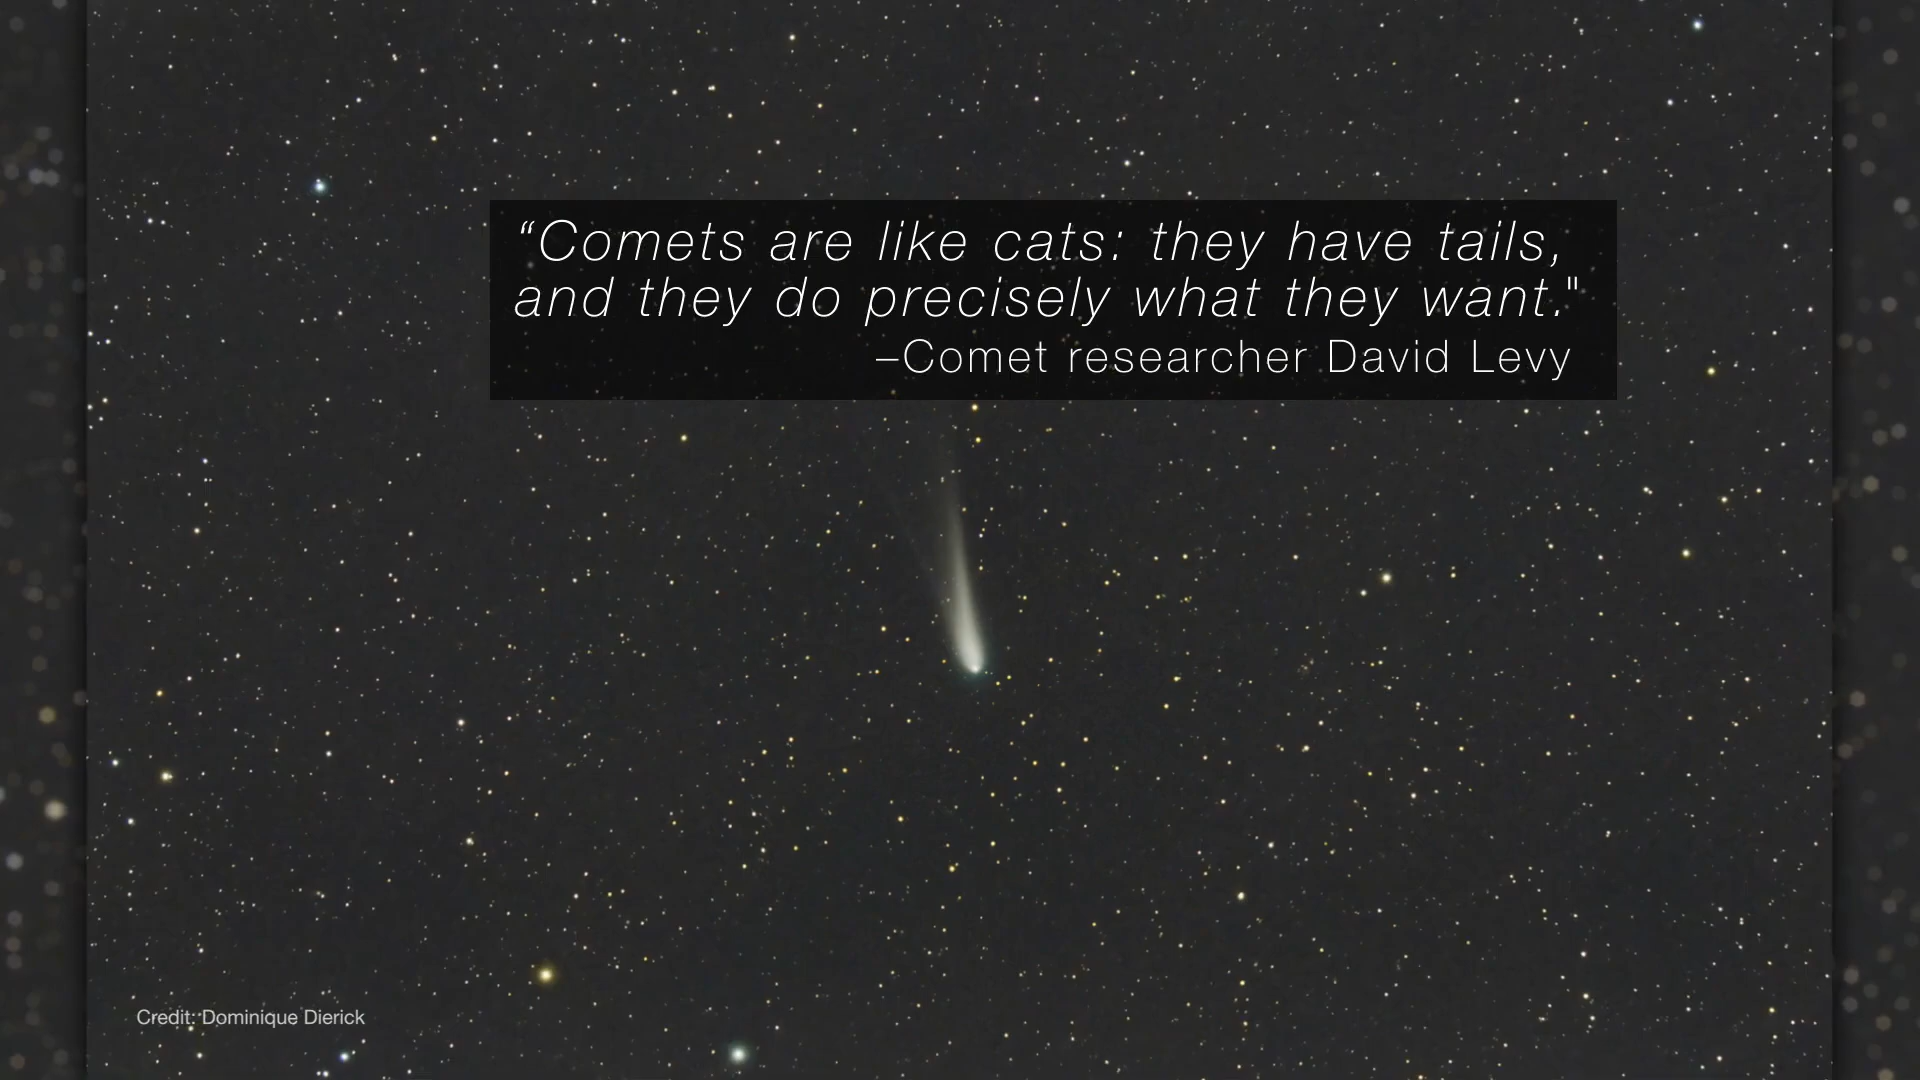 “Comets are like cats: they have tails,
and they do precisely what they want."
–Comet researcher David Levy
Credit: Dominique Dierick